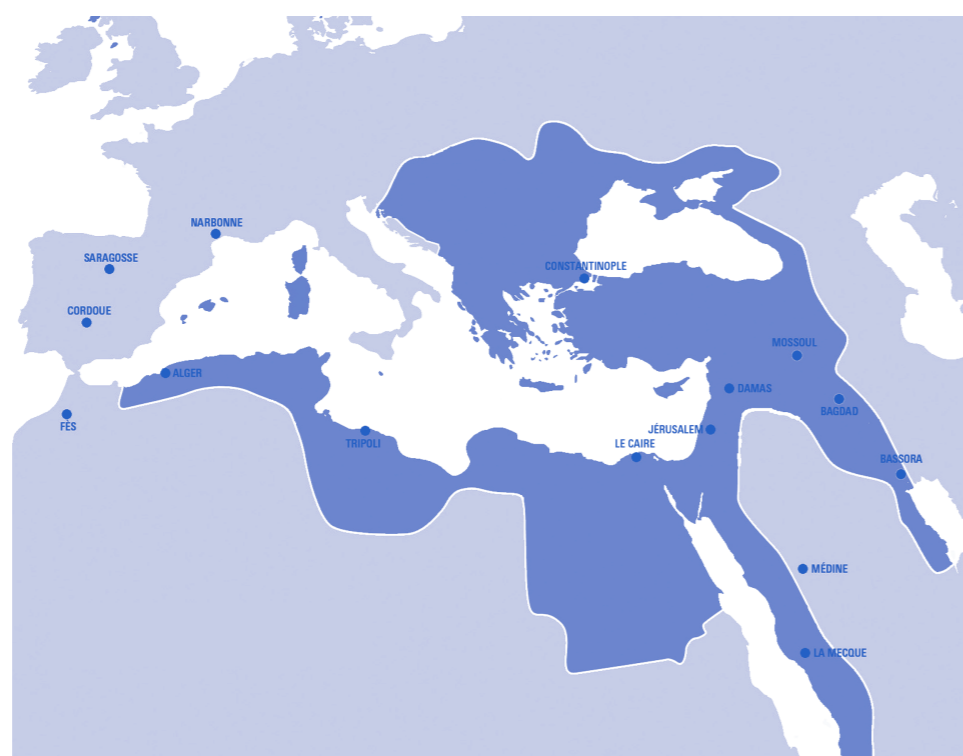 NARBONNE
SARAGOSSE
CONSTANTINOPLE
CORDOUE
MOSSOUL
ALGER
DAMAS
BAGDAD
FÈS
TRIPOLI
JÉRUSALEM
LE CAIRE
BASSORA
MÉDINE
LA MECQUE